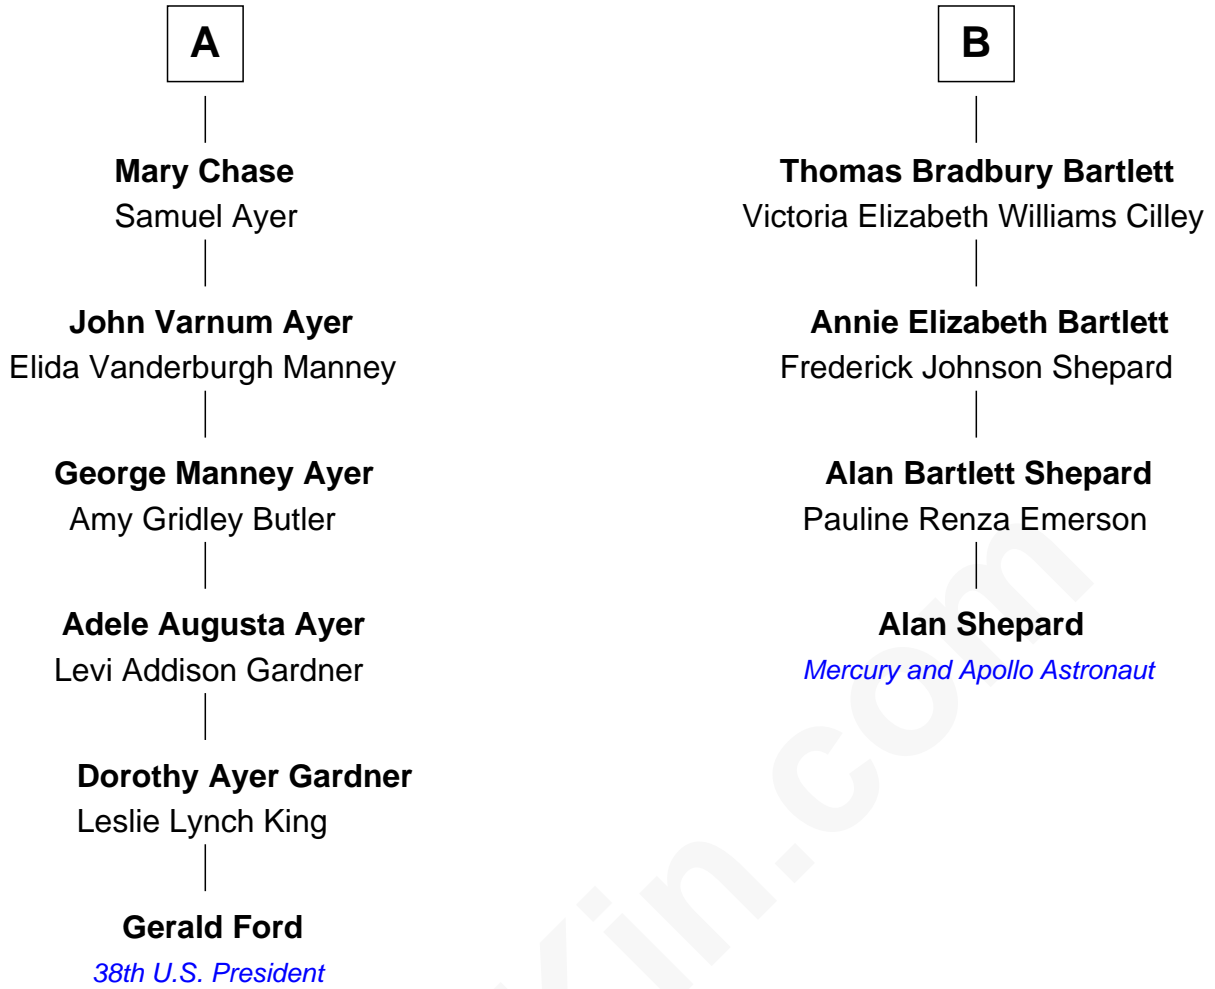 A
Mary Chase
Samuel Ayer
John Varnum Ayer
Elida Vanderburgh Manney
George Manney Ayer
Amy Gridley Butler
Adele Augusta Ayer
Levi Addison Gardner
Dorothy Ayer Gardner
Leslie Lynch King
Gerald Ford
38th U.S. President
B
Thomas Bradbury Bartlett
Victoria Elizabeth Williams Cilley
Annie Elizabeth Bartlett
Frederick Johnson Shepard
Alan Bartlett Shepard
Pauline Renza Emerson
Alan Shepard
Mercury and Apollo Astronaut
Kin.com